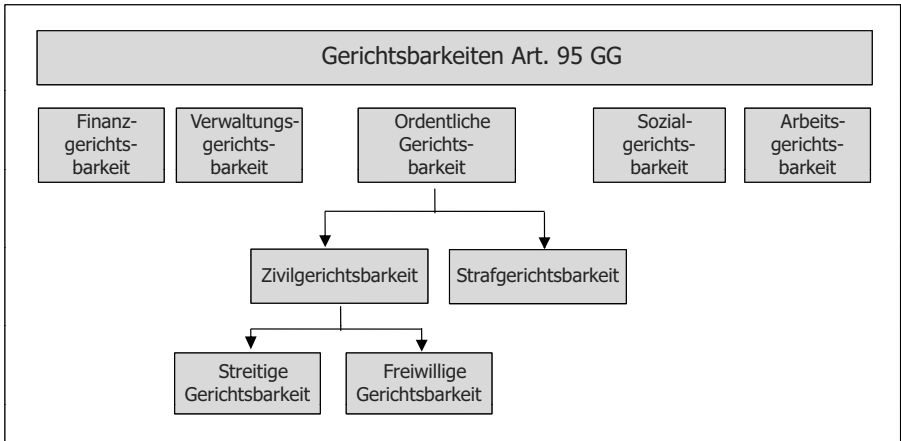 Gerichtsbarkeiten Art. 95 GG
Finanz-
gerichts-
barkeit
Verwaltungs-
gerichts-
barkeit
Ordentliche
Gerichts-
barkeit
Sozial-
gerichts-
barkeit
Arbeits-
gerichts-
barkeit
Zivilgerichtsbarkeit
Strafgerichtsbarkeit
Streitige
Gerichtsbarkeit
Freiwillige
Gerichtsbarkeit